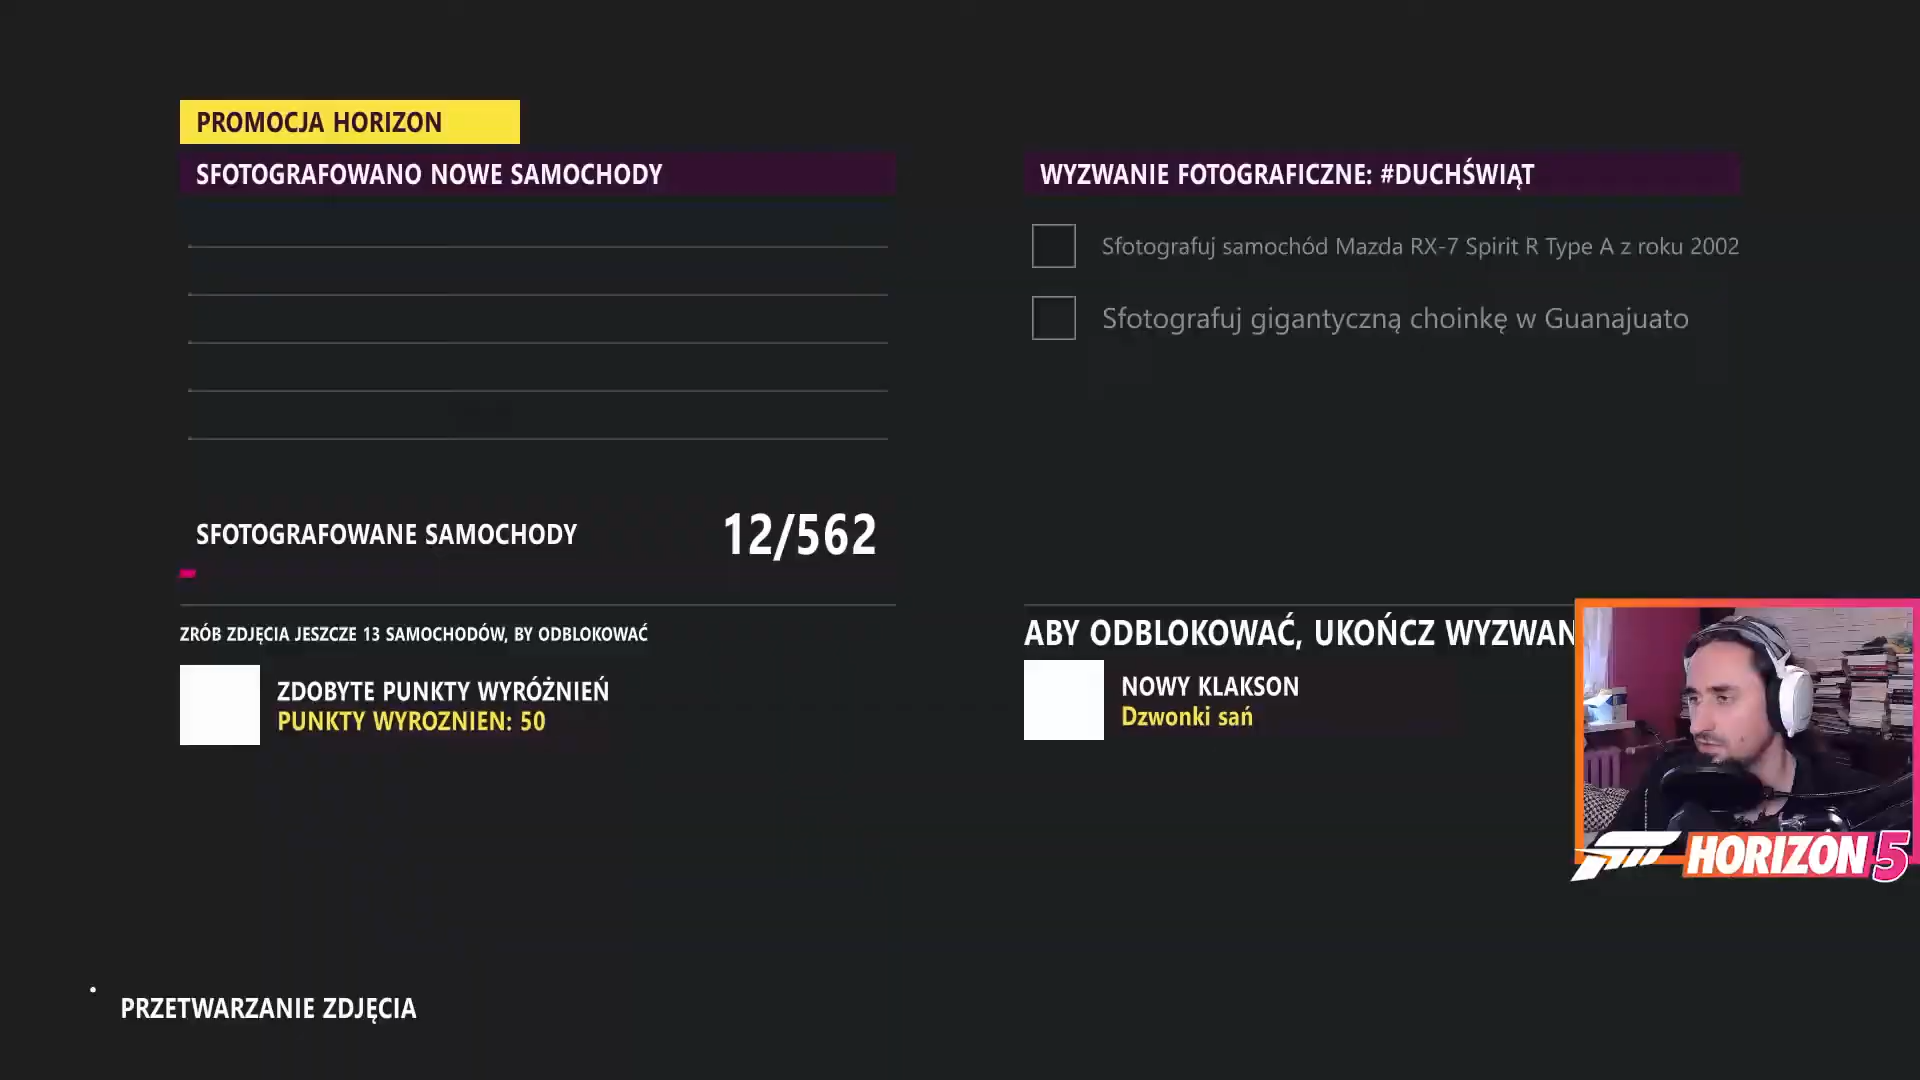 PROMOCJA HORIZON
SFOTOGRAFOWANO NOWE SAMOCHODY
SFOTOGRAFOWANE SAMOCHODY 12/562
ZRÓB ZDJĘCIA JESZCZE 13 SAMOCHODÓW, BY ODBLOKOWAĆ
ZDOBYTE PUNKTY WYRÓŻNIEŃ
PUNKTY WYROZNIEN: 50
WYZWANIE FOTOGRAFICZNE: #DUCHŚWIĄT
Sfotografuj samochód Mazda RX-7 Spirit R Type A z roku 2002
Sfotografuj gigantyczną choinkę w Guanajuato
ABY ODBLOKOWAĆ, UKOŃCZ WYZWAN
NOWY KLAKSON
Dzwonki sań
HORIZON 5
PRZETWARZANIE ZDJĘCIA